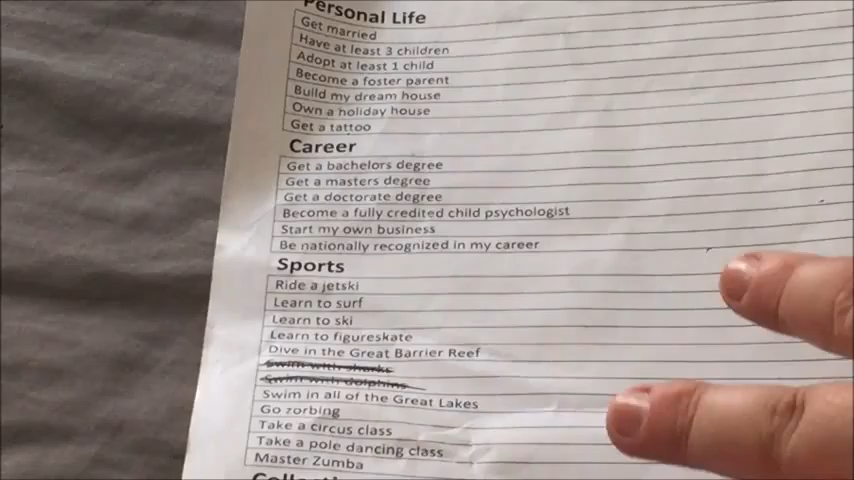 Personal Life
Get married
Have at least 3 children
Adopt at least 1 child
Become a foster parent
Build my dream house
Own a holiday house
Get a tattoo
Career
Get a bachelors degree
Get a masters degree
Get a doctorate degree
Become a fully credited child psychologist
Start my own business
Be nationally recognized in my career
Sports
Ride a jetski
Learn to surf
Learn to ski
Learn to figureskate
Dive in the Great Barrier Reef
Swim with sharks
Swim with dolphins
Swim in all of the Great Lakes
Go zorbing
Take a circus class
Take a pole dancing class
Master Zumba